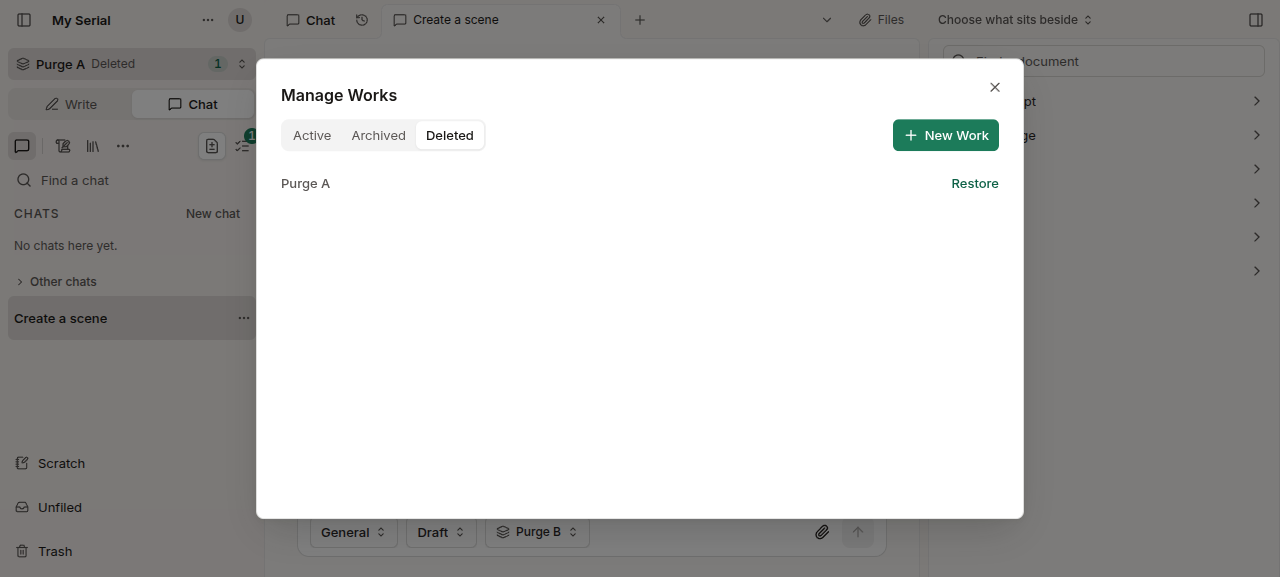 My Serial
U
Chat
Create a scene
Files
Choose what sits beside
Purge A Deleted 1
Write
Chat
1
Find a chat
CHATS
New chat
No chats here yet.
Other chats
Create a scene
Scratch
Unfiled
Trash
Manage Works
Active
Archived
Deleted
New Work
Purge A
Restore
General
Draft
Purge B